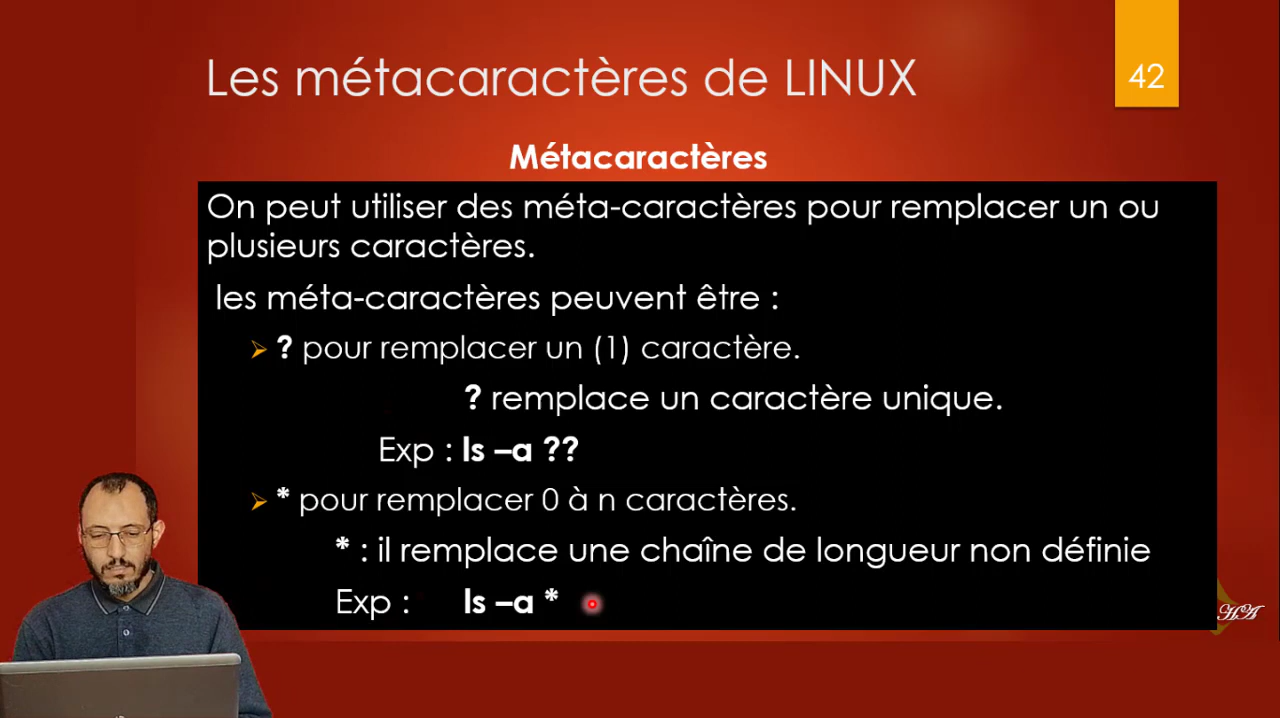 Les métacaractères de LINUX
42
Métacaractères
On peut utiliser des méta-caractères pour remplacer un ou
plusieurs caractères.
les méta-caractères peuvent être :
➢ ? pour remplacer un (1) caractère.
? remplace un caractère unique.
Exp : ls –a ??
➢ * pour remplacer 0 à n caractères.
* : il remplace une chaîne de longueur non définie
Exp : ls –a *
HA